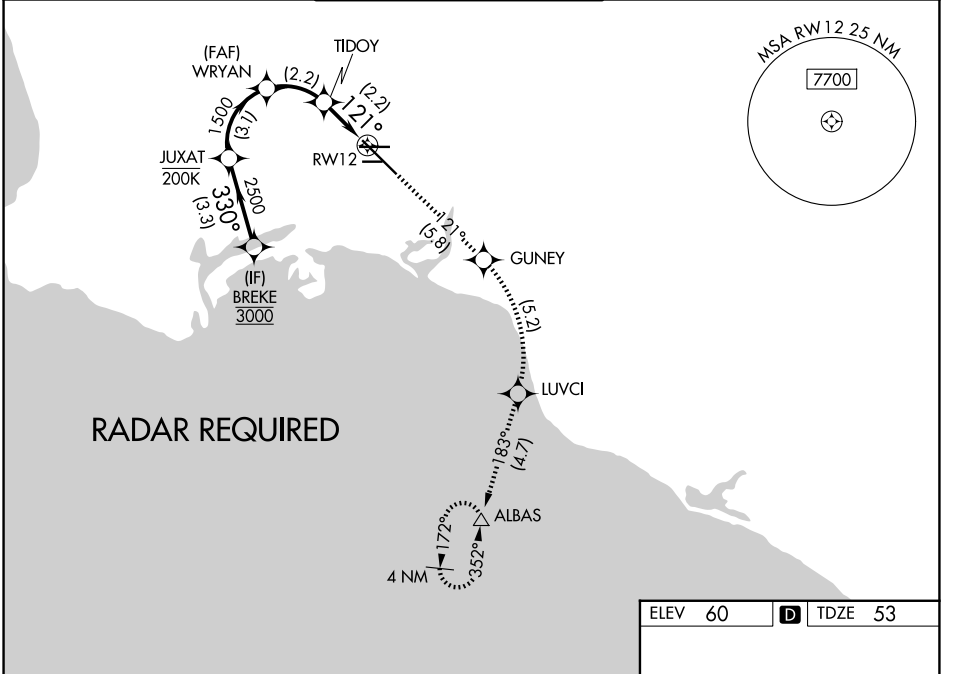 MSA RW12 25 NM
7700
(FAF)
WRYAN
(2.2)
TIDOY
(2.2)
121°
RW12
1500
(3.1)
JUXAT
200K
330°
(3.3)
2500
(IF)
BREKE
3000
121°
(5.8)
GUNEY
(5.2)
LUVCI
RADAR REQUIRED
183°
(4.7)
ALBAS
172°
352°
4 NM
ELEV 60 D TDZE 53